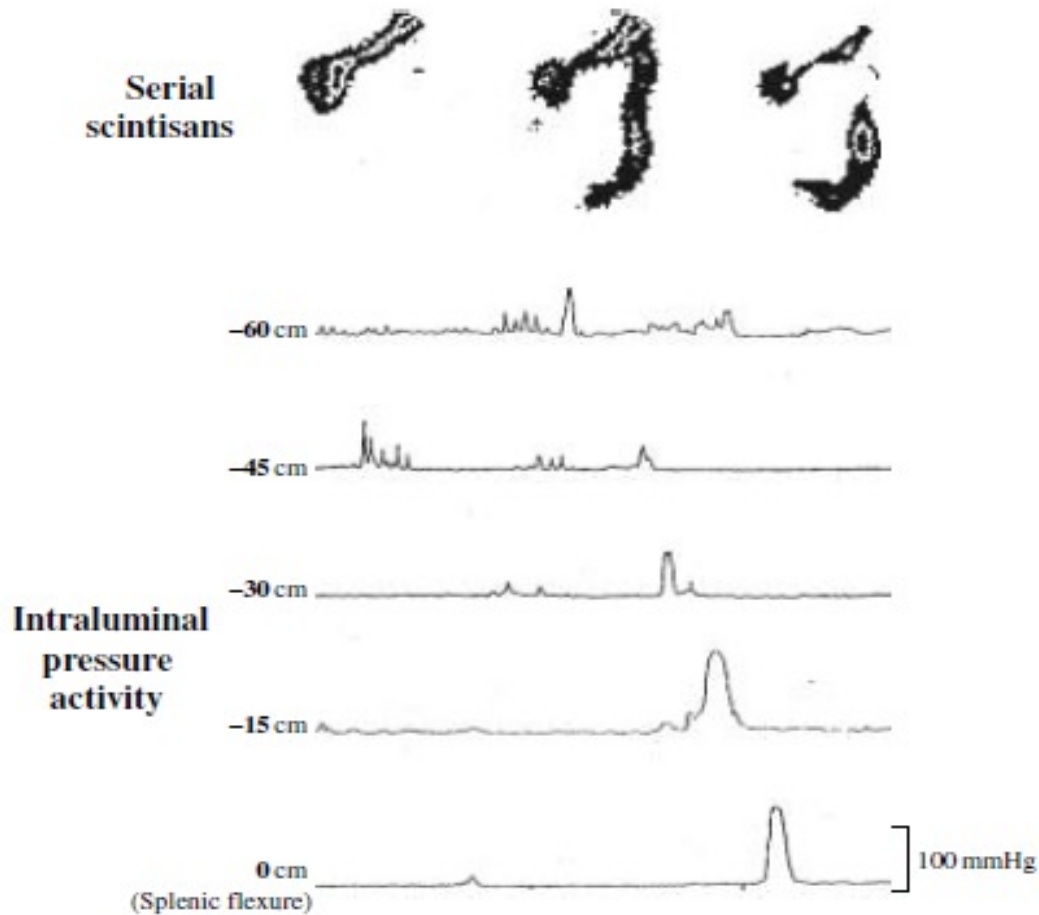 Serial
scintisans
–60 cm
–45 cm
–30 cm
Intraluminal
pressure
activity
–15 cm
0 cm
(Splenic flexure)
100 mmHg